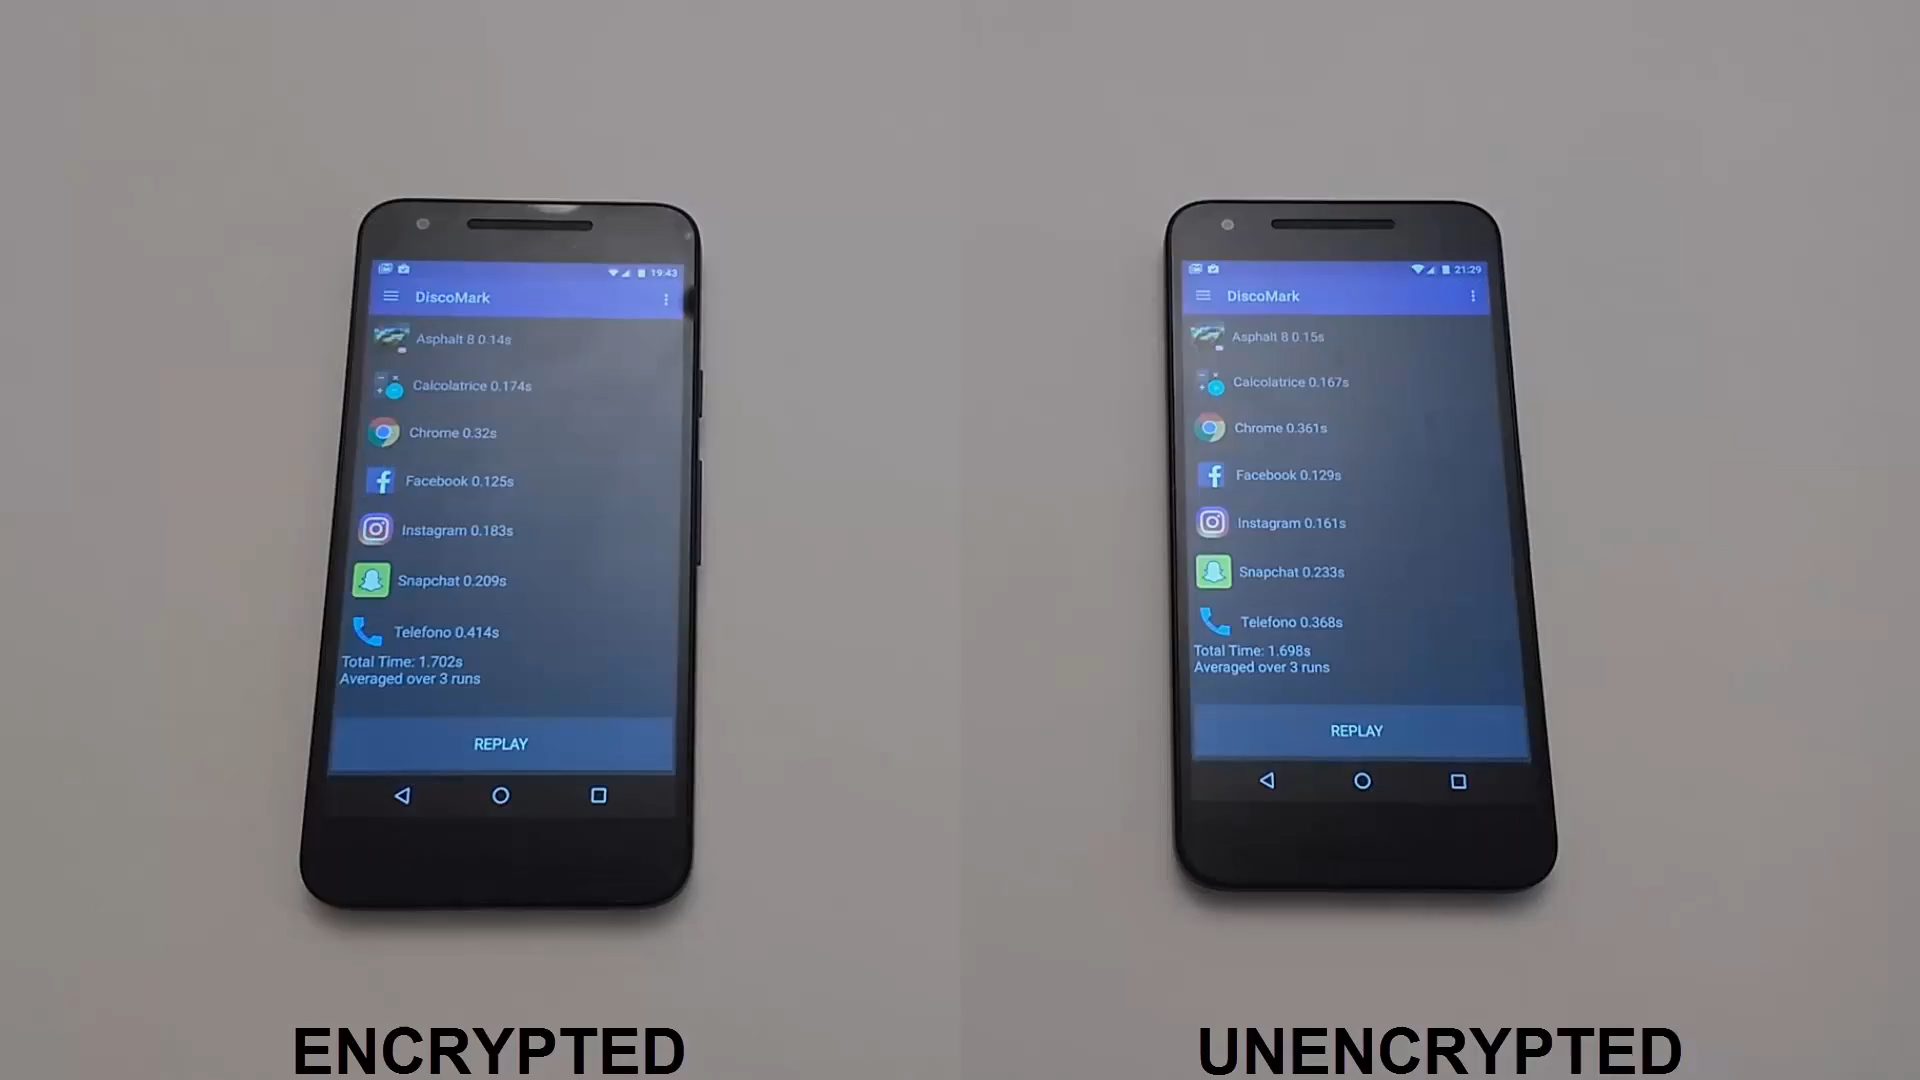 19:43
DiscoMark
Asphalt 8 0.14s
Calcolatrice 0.174s
Chrome 0.32s
Facebook 0.125s
Instagram 0.183s
Snapchat 0.209s
Telefono 0.414s
Total Time: 1.702s
Averaged over 3 runs
REPLAY
ENCRYPTED
21:29
DiscoMark
Asphalt 8 0.15s
Calcolatrice 0.167s
Chrome 0.361s
Facebook 0.129s
Instagram 0.161s
Snapchat 0.233s
Telefono 0.368s
Total Time: 1.698s
Averaged over 3 runs
REPLAY
UNENCRYPTED